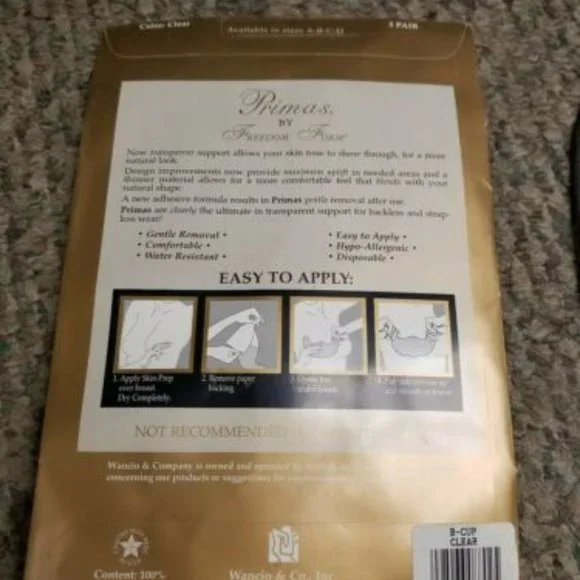 Color: Clear
Available in sizes A-B-C-D
3 PAIR
Primas.
BY
FREEDOM FORM
New transparent support allows your skin tone to show through, for a more
natural look.
Design improvements now provide maximum uplift in needed areas and a
thinner material allows for a more comfortable feel that blends with your
natural shape.
A new adhesive formula results in Primas gentle removal after use.
Primas are clearly the ultimate in transparent support for backless and strap-
less wear!
• Gentle Removal •
• Comfortable •
• Water Resistant •
• Easy to Apply •
• Hypo-Allergenic •
• Disposable •
EASY TO APPLY:
1. Apply Skin Prep
over breast.
Dry Completely.
2. Remove paper
backing.
NOT RECOMMENDED
Wancio & Company is owned and operated by
concerning our products or suggestions for
Content: 100%
Wancio & Co., Inc.
B-CUP
CLEAR